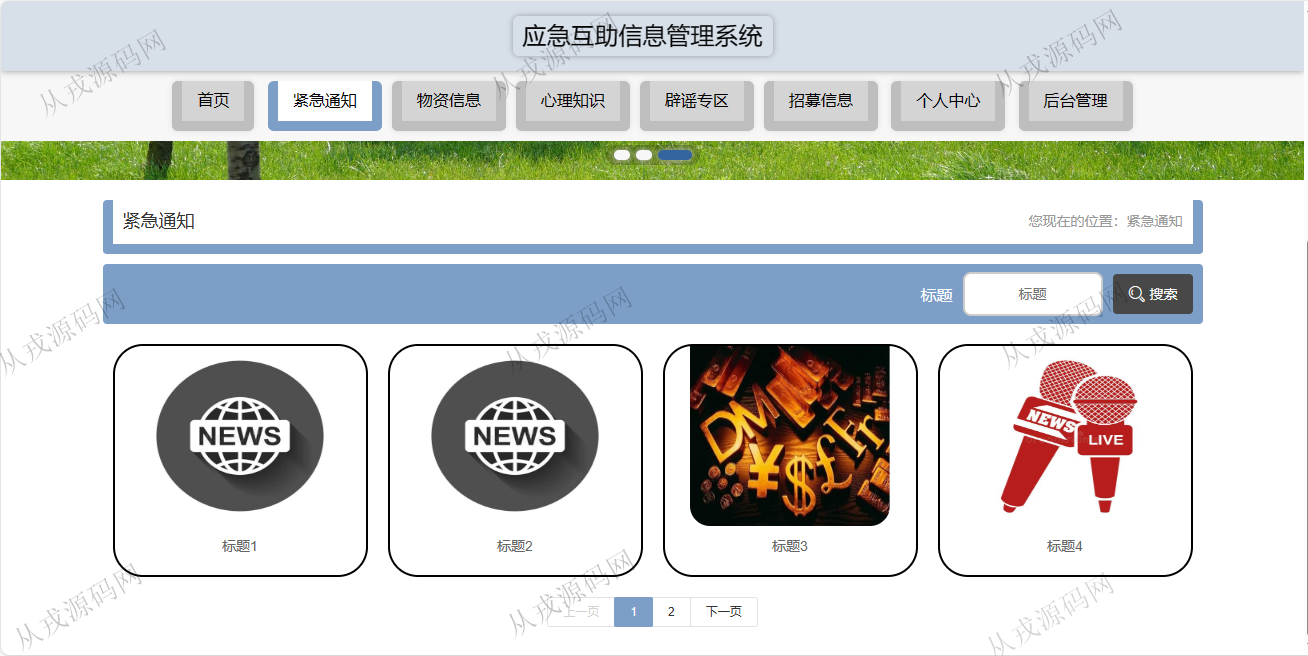 应急互助信息管理系统
首页 紧急通知 物资信息 心理知识 辟谣专区 招募信息 个人中心 后台管理
紧急通知 您现在的位置：紧急通知
标题 标题 搜索
NEWS NEWS DM ¥ $ £ Fr NEWS LIVE
标题1 标题2 标题3 标题4
上一页 1 2 下一页
从戎源码网
从戎源码网
从戎源码网
从戎源码网
从戎源码网
从戎源码网
从戎源码网
从戎源码网
从戎源码网